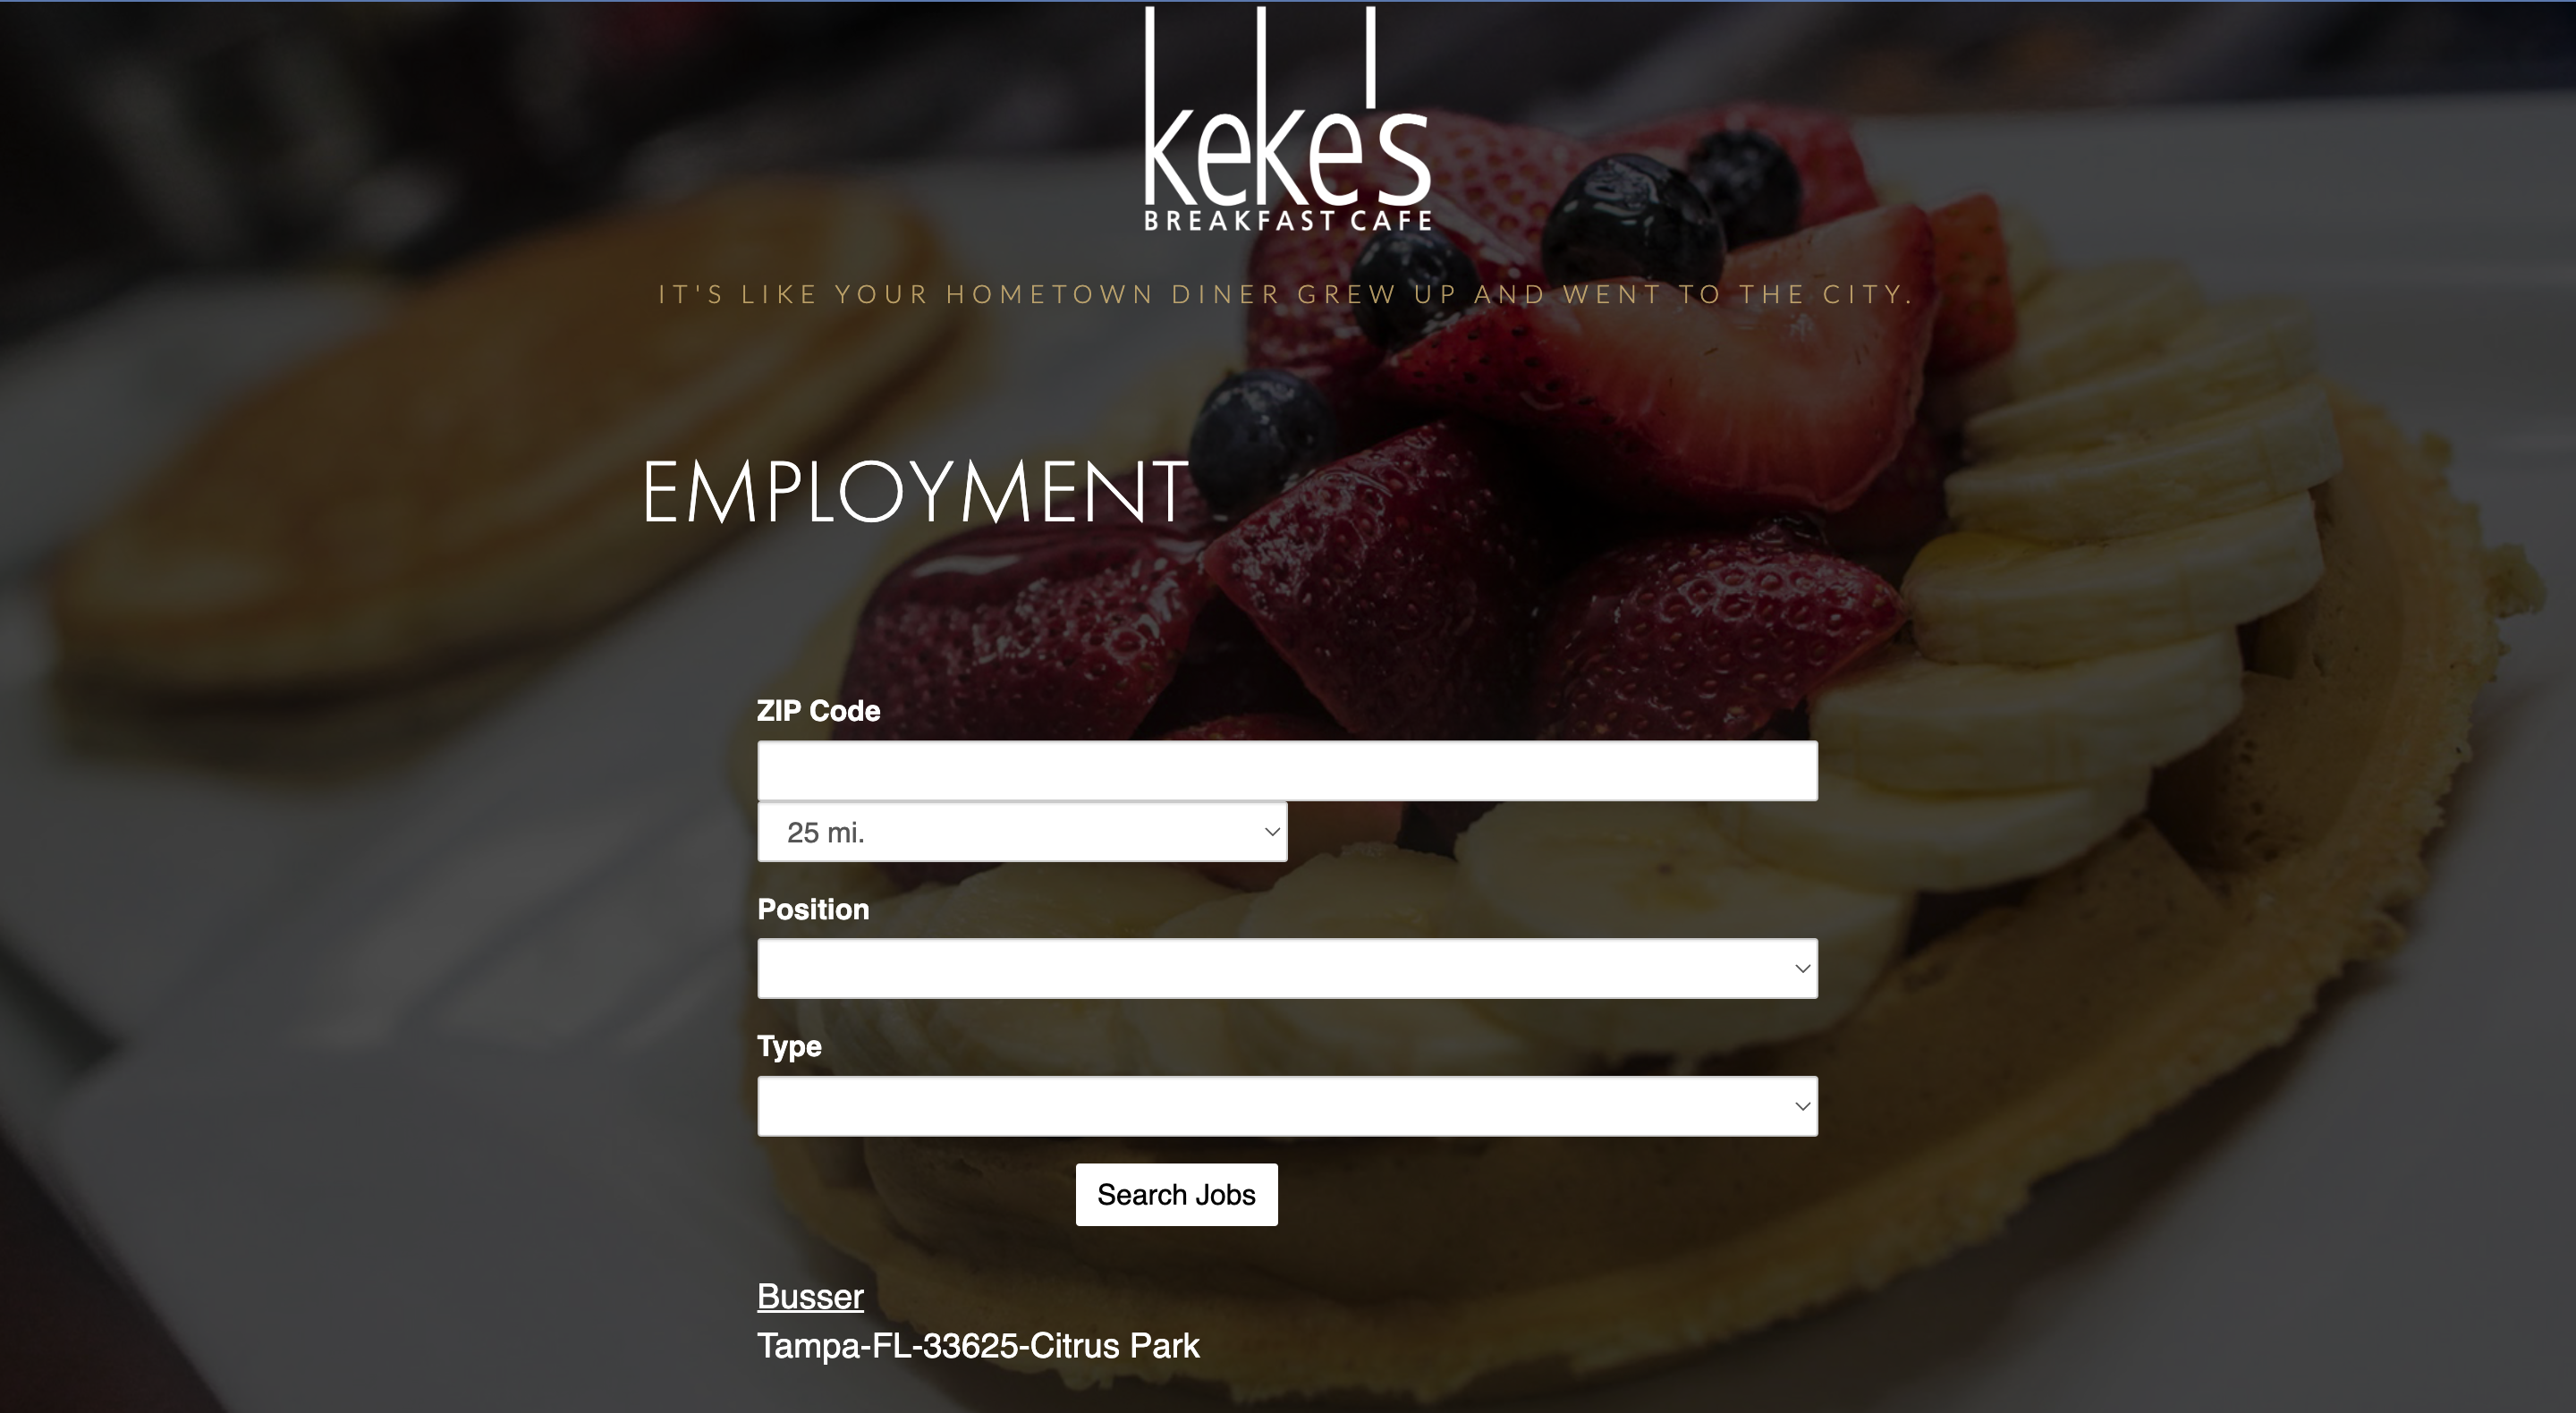 keke's
BREAKFAST CAFE
IT'S LIKE YOUR HOMETOWN DINER GREW UP AND WENT TO THE CITY.
EMPLOYMENT
ZIP Code
25 mi.
Position
Type
Search Jobs
Busser
Tampa-FL-33625-Citrus Park